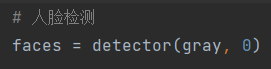 # 人脸检测
faces = detector(gray, 0)